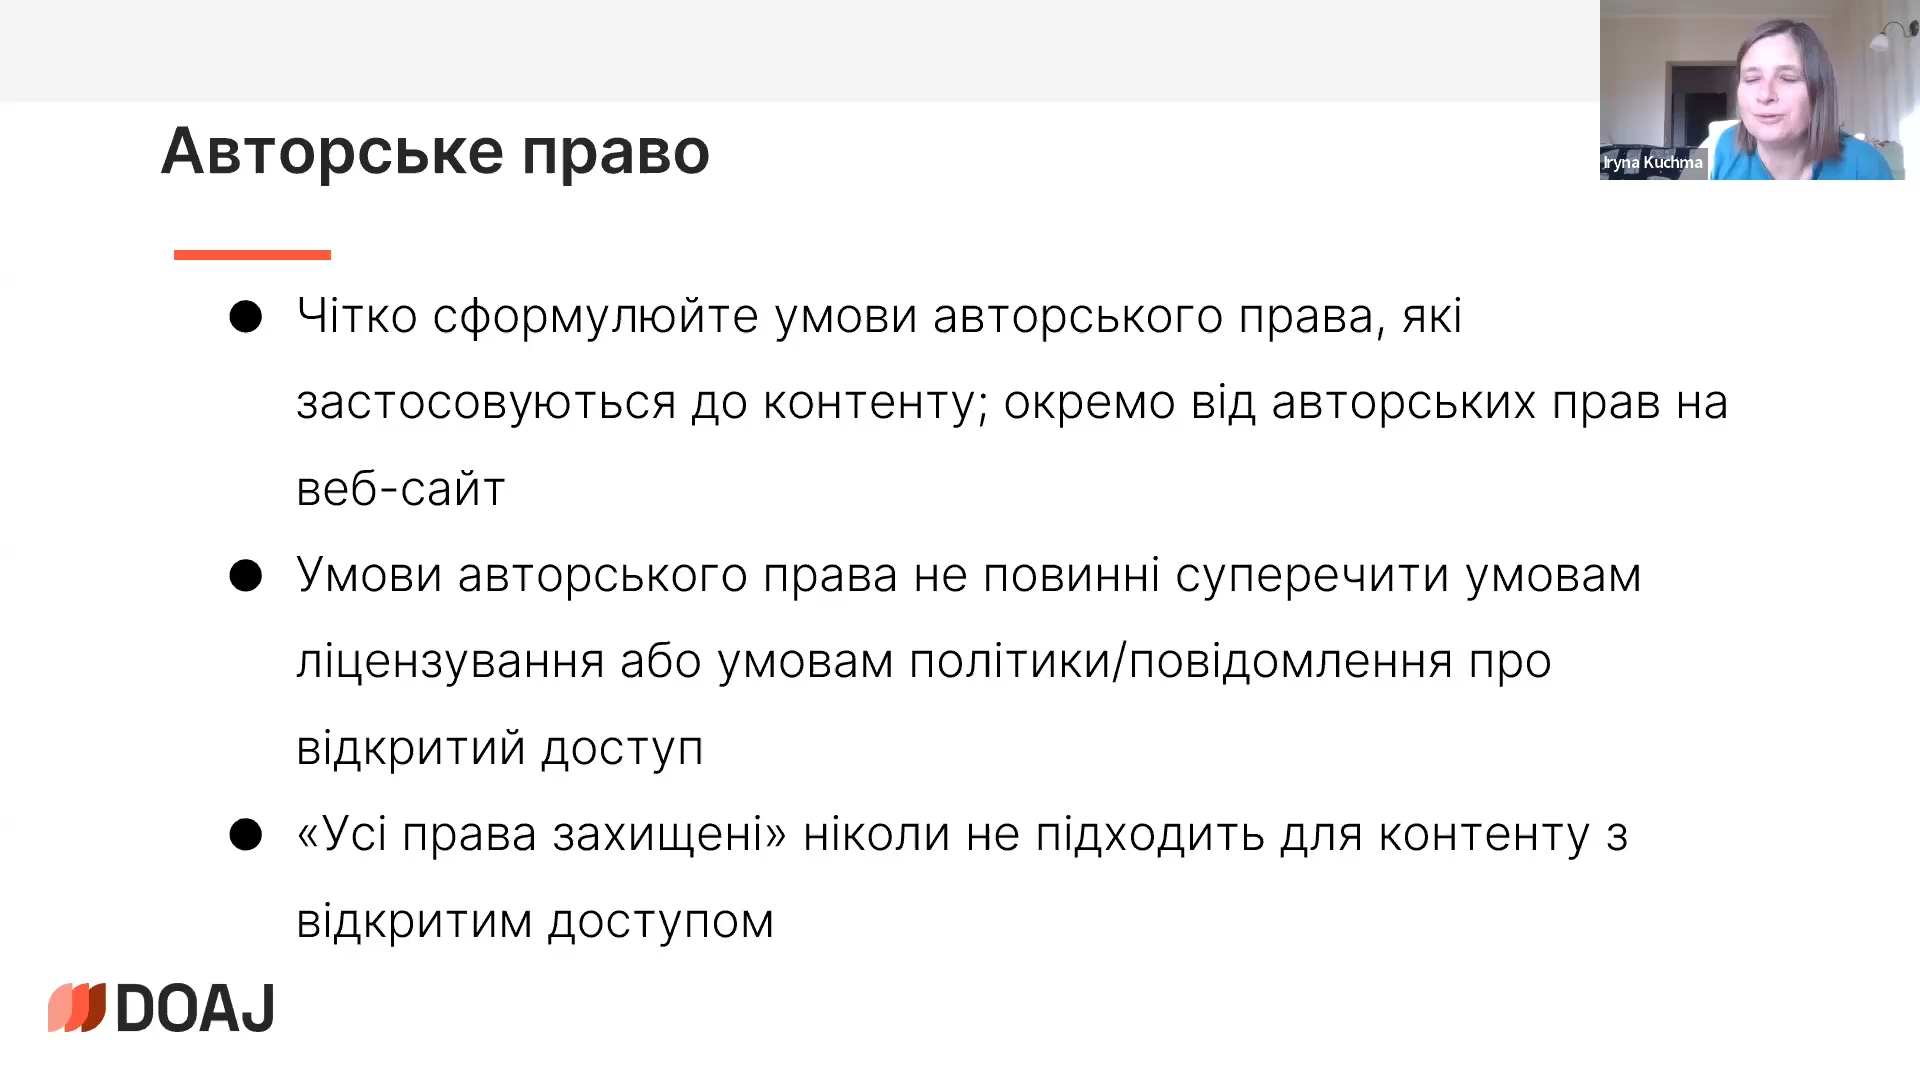 Авторське право
Iryna Kuchma
● Чітко сформулюйте умови авторського права, які
застосовуються до контенту; окремо від авторських прав на
веб-сайт
● Умови авторського права не повинні суперечити умовам
ліцензування або умовам політики/повідомлення про
відкритий доступ
● «Усі права захищені» ніколи не підходить для контенту з
відкритим доступом
DOAJ